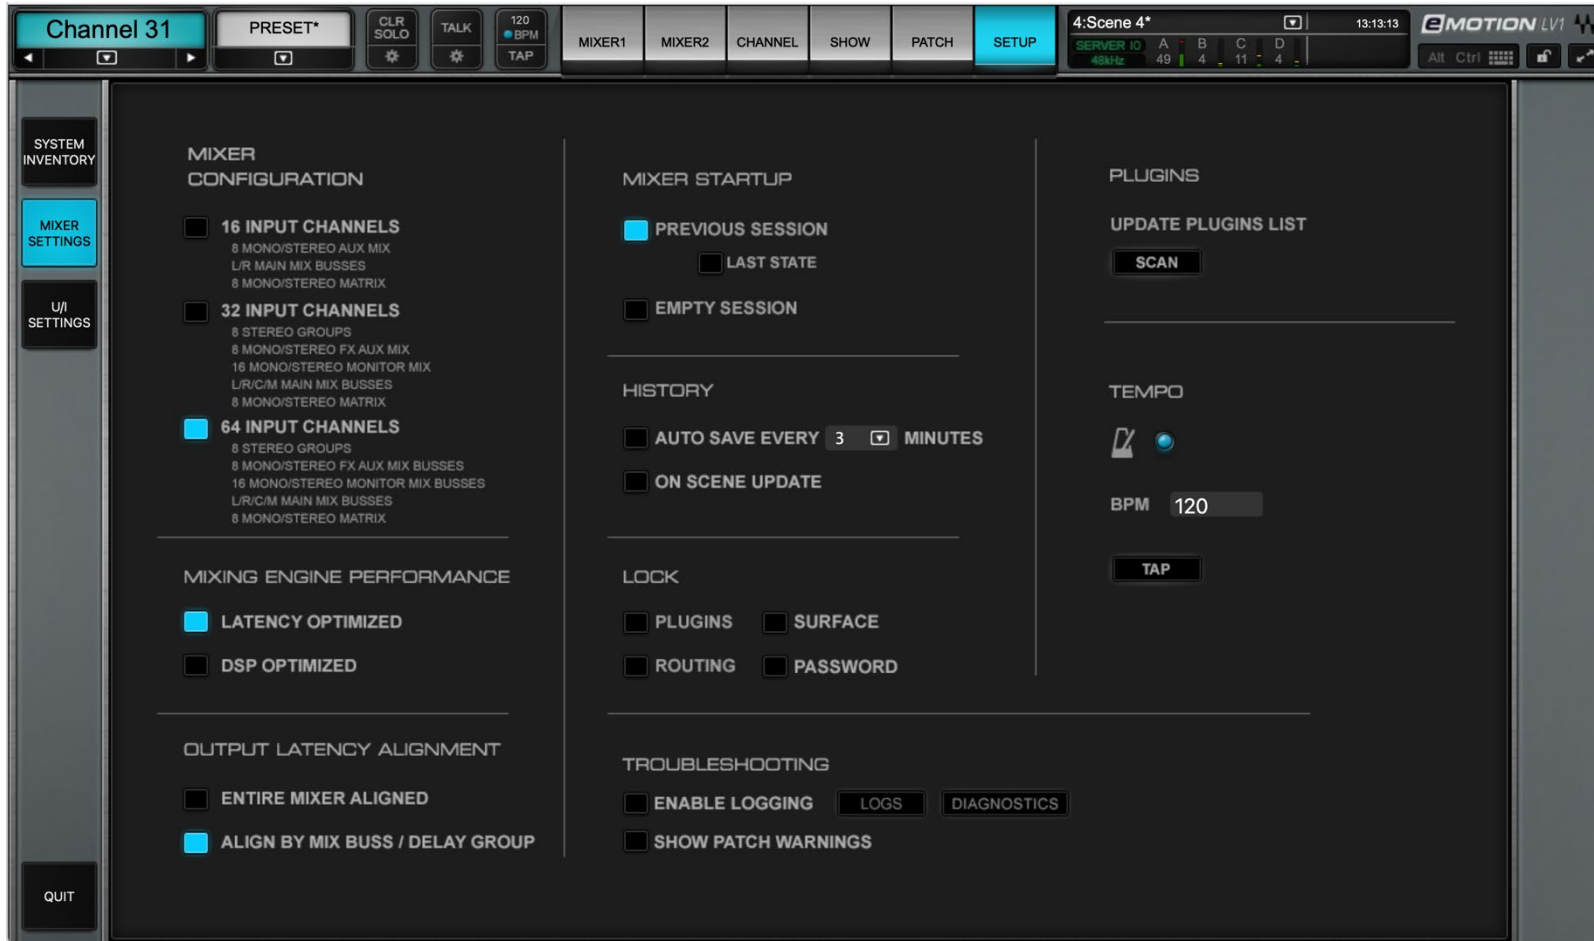 Channel 31
PRESET*
CLR
SOLO
TALK
120
BPM
TAP
MIXER1
MIXER2
CHANNEL
SHOW
PATCH
SETUP
4:Scene 4*
13:13:13
SERVER IO
48kHz
A B C D
49 4 11 4
eMOTION LV1
Alt Ctrl
SYSTEM
INVENTORY
MIXER
SETTINGS
U/I
SETTINGS
QUIT
MIXER
CONFIGURATION
16 INPUT CHANNELS
8 MONO/STEREO AUX MIX
L/R MAIN MIX BUSSES
8 MONO/STEREO MATRIX
32 INPUT CHANNELS
8 STEREO GROUPS
8 MONO/STEREO FX AUX MIX
16 MONO/STEREO MONITOR MIX
L/R/C/M MAIN MIX BUSSES
8 MONO/STEREO MATRIX
64 INPUT CHANNELS
8 STEREO GROUPS
8 MONO/STEREO FX AUX MIX BUSSES
16 MONO/STEREO MONITOR MIX BUSSES
L/R/C/M MAIN MIX BUSSES
8 MONO/STEREO MATRIX
MIXING ENGINE PERFORMANCE
LATENCY OPTIMIZED
DSP OPTIMIZED
OUTPUT LATENCY ALIGNMENT
ENTIRE MIXER ALIGNED
ALIGN BY MIX BUSS / DELAY GROUP
MIXER STARTUP
PREVIOUS SESSION
LAST STATE
EMPTY SESSION
HISTORY
AUTO SAVE EVERY 3 MINUTES
ON SCENE UPDATE
LOCK
PLUGINS SURFACE
ROUTING PASSWORD
TROUBLESHOOTING
ENABLE LOGGING LOGS DIAGNOSTICS
SHOW PATCH WARNINGS
PLUGINS
UPDATE PLUGINS LIST
SCAN
TEMPO
BPM 120
TAP